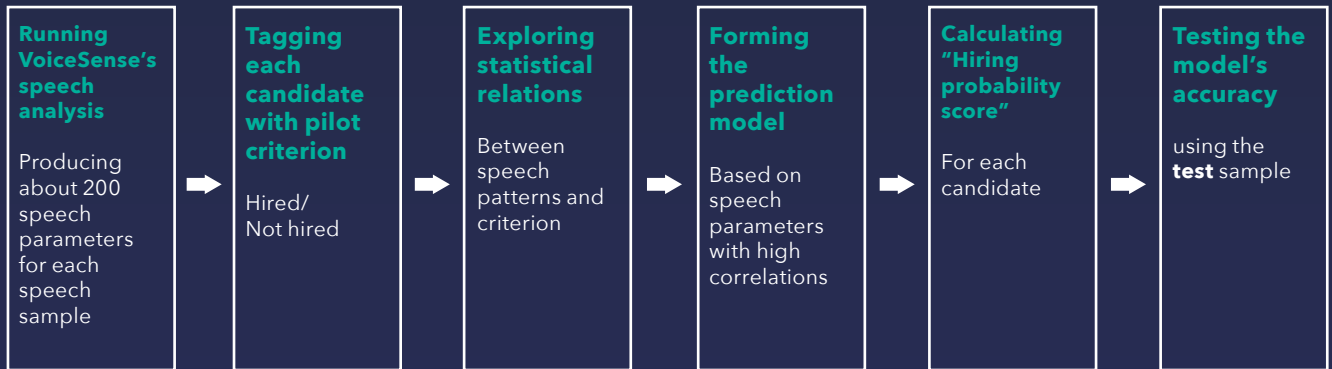 Running
VoiceSense’s
speech
analysis
Producing
about 200
speech
parameters
for each
speech
sample
Tagging
each
candidate
with pilot
criterion
Hired/
Not hired
Exploring
statistical
relations
Between
speech
patterns and
criterion
Forming
the
prediction
model
Based on
speech
parameters
with high
correlations
Calculating
“Hiring
probability
score”
For each
candidate
Testing the
model’s
accuracy
using the
test sample